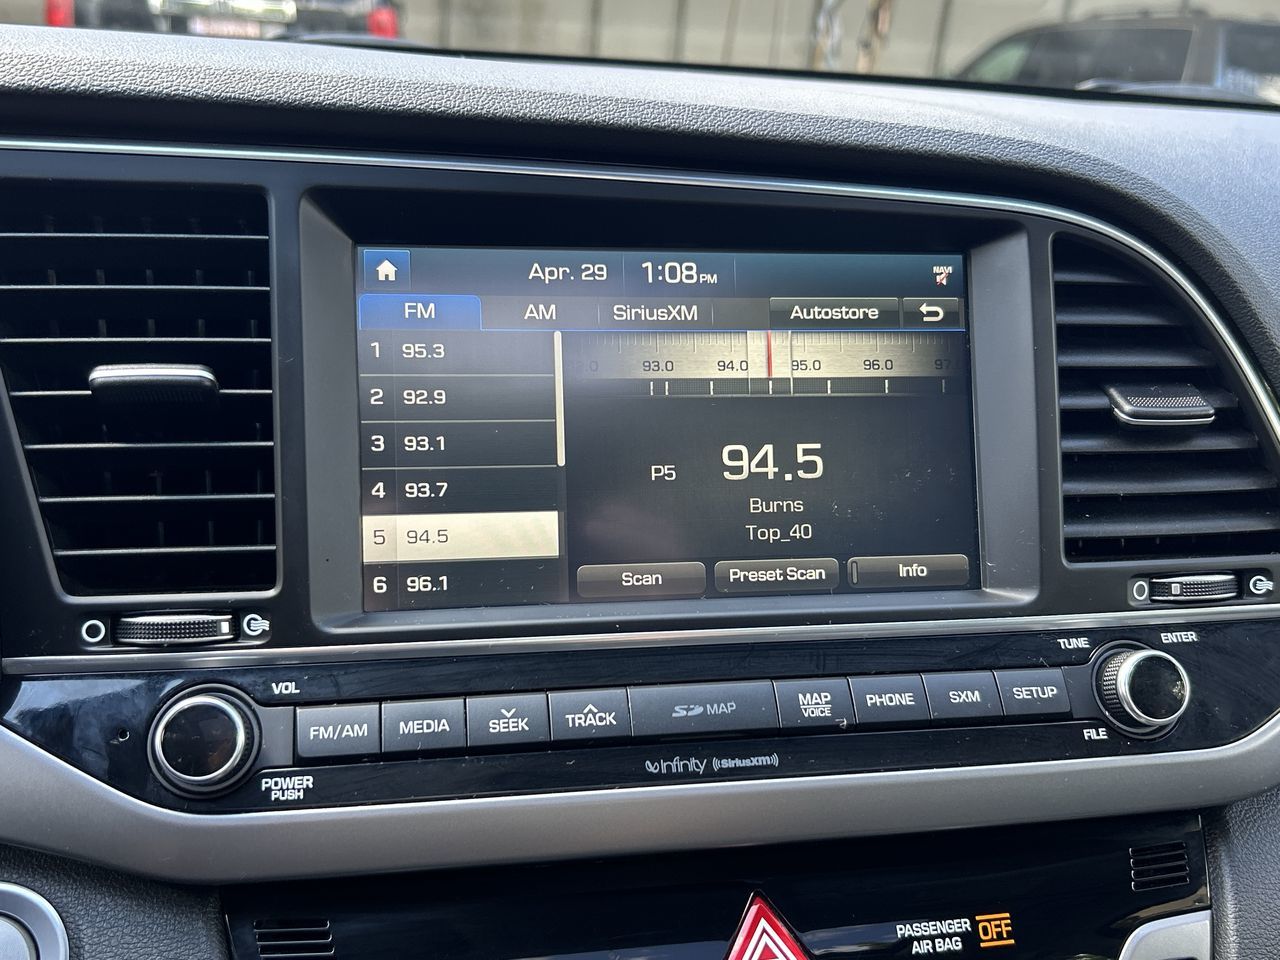 Apr. 29 1:08 PM NAVI
FM AM SiriusXM Autostore
1 95.3
2 92.9
3 93.1
4 93.7
5 94.5
6 96.1
93.0 94.0 95.0 96.0 97
P5 94.5
Burns
Top_40
Scan Preset Scan Info
TUNE ENTER
VOL
FM/AM MEDIA SEEK TRACK SD MAP MAP VOICE PHONE SXM SETUP
FILE
POWER
PUSH
Infinity ((SiriusXM))
PASSENGER
AIR BAG OFF